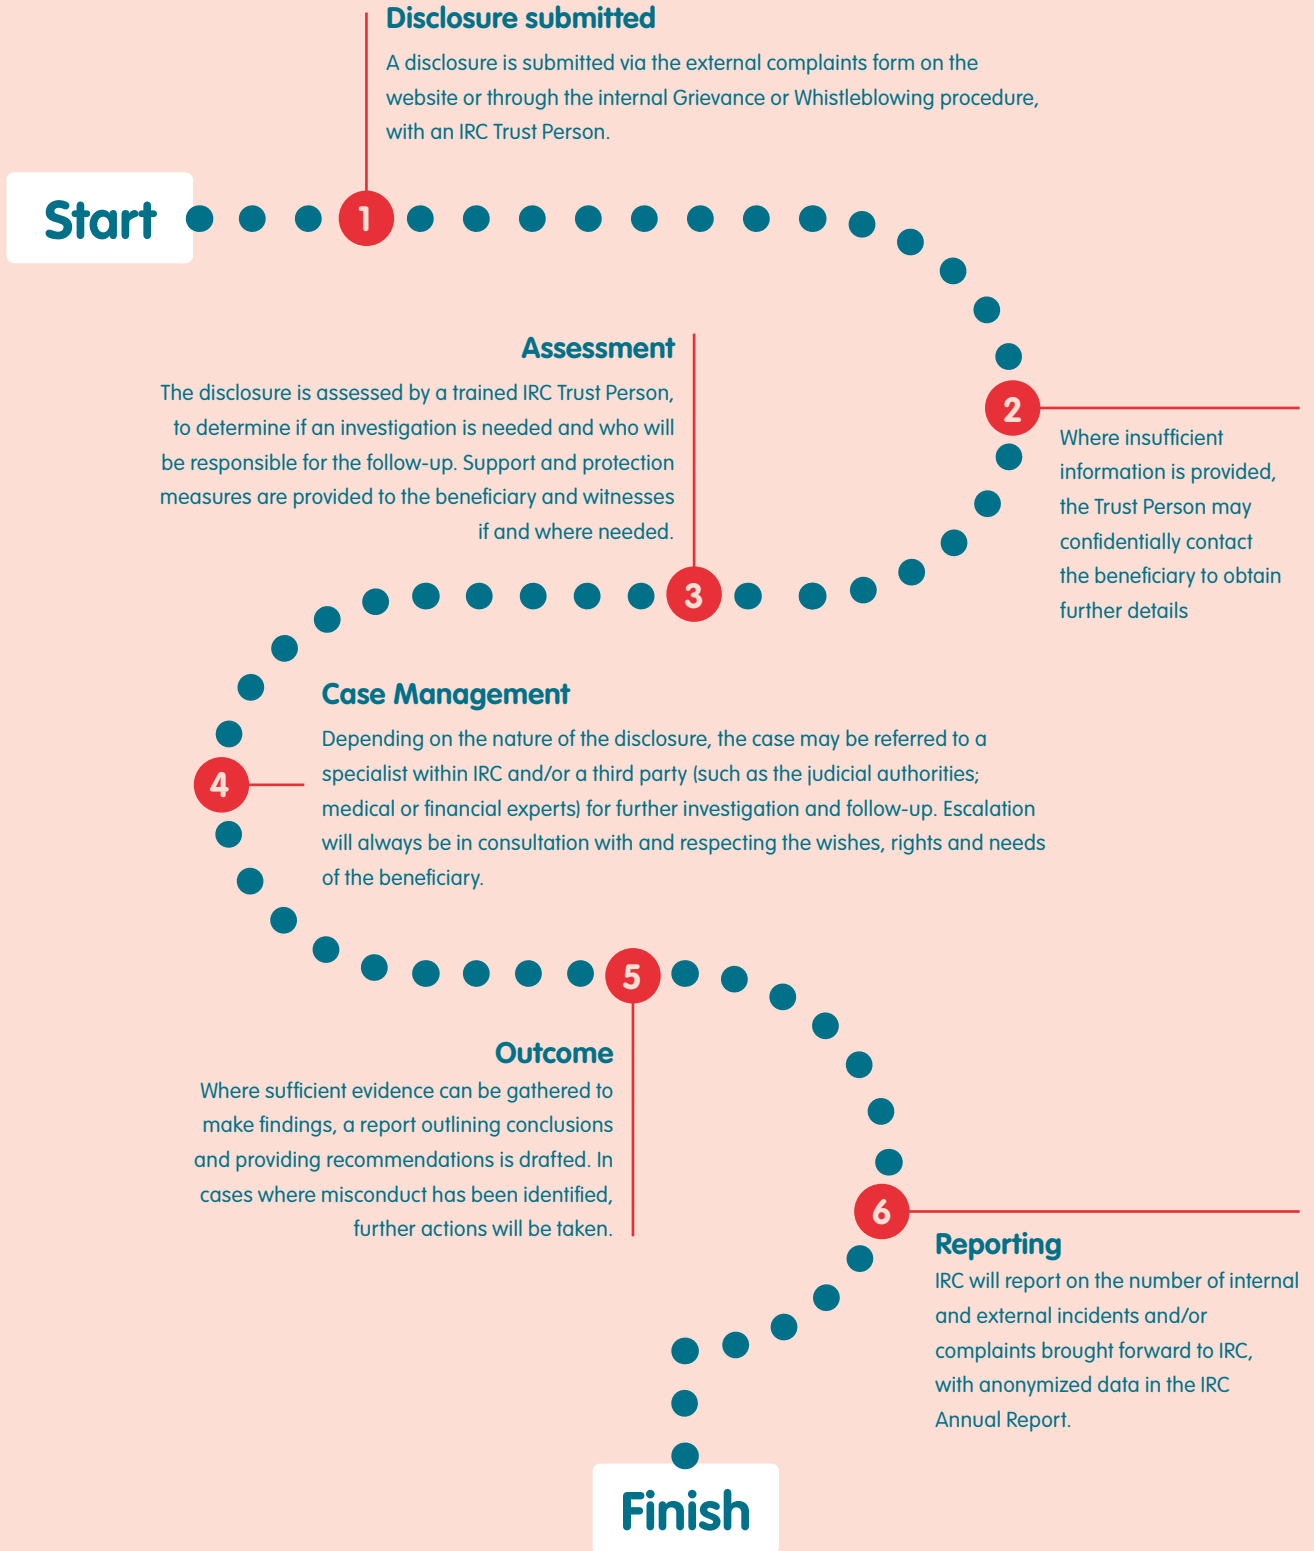 Disclosure submitted
A disclosure is submitted via the external complaints form on the
website or through the internal Grievance or Whistleblowing procedure,
with an IRC Trust Person.
Start
1
2
Where insufficient
information is provided,
the Trust Person may
confidentially contact
the beneficiary to obtain
further details
Assessment
The disclosure is assessed by a trained IRC Trust Person,
to determine if an investigation is needed and who will
be responsible for the follow-up. Support and protection
measures are provided to the beneficiary and witnesses
if and where needed.
3
Case Management
Depending on the nature of the disclosure, the case may be referred to a
specialist within IRC and/or a third party (such as the judicial authorities;
medical or financial experts) for further investigation and follow-up. Escalation
will always be in consultation with and respecting the wishes, rights and needs
of the beneficiary.
4
5
Outcome
Where sufficient evidence can be gathered to
make findings, a report outlining conclusions
and providing recommendations is drafted. In
cases where misconduct has been identified,
further actions will be taken.
6
Reporting
IRC will report on the number of internal
and external incidents and/or
complaints brought forward to IRC,
with anonymized data in the IRC
Annual Report.
Finish